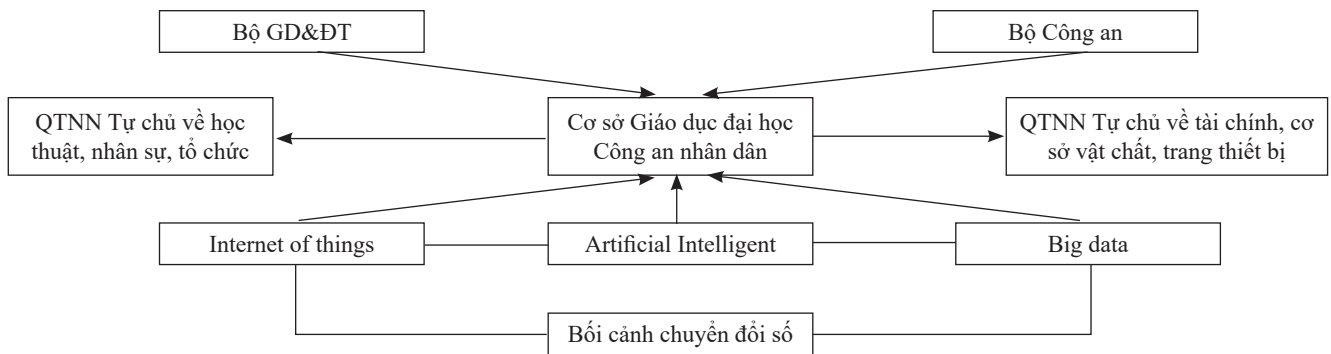 Bộ GD&ĐT
Bộ Công an
QTNN Tự chủ về học
thuật, nhân sự, tổ chức
Cơ sở Giáo dục đại học
Công an nhân dân
QTNN Tự chủ về tài chính, cơ
sở vật chất, trang thiết bị
Internet of things
Artificial Intelligent
Big data
Bối cảnh chuyển đổi số